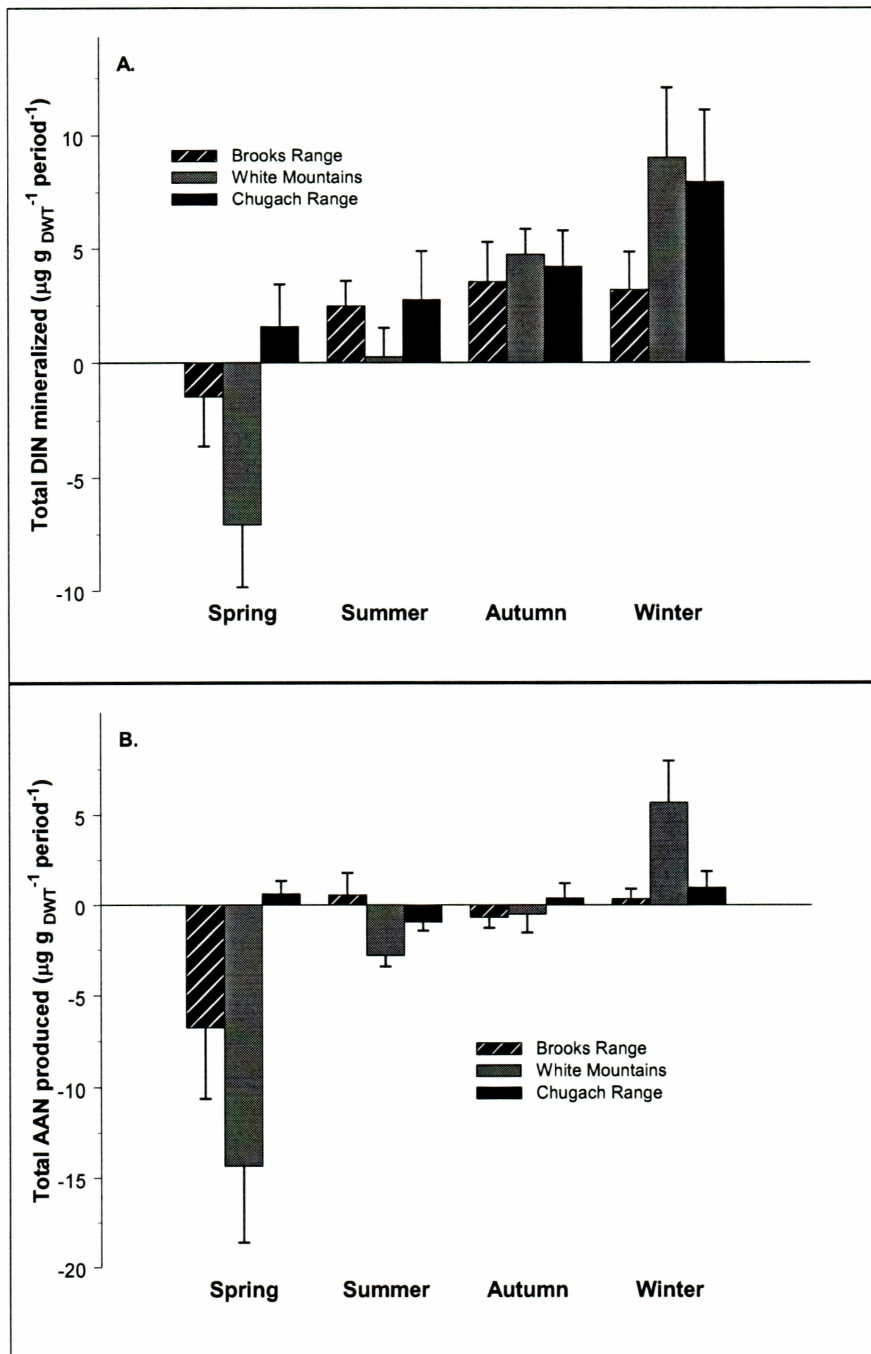 A.
Total DIN mineralized (µg g DWT⁻¹ period⁻¹)
10
5
0
-5
-10
Brooks Range
White Mountains
Chugach Range
Spring Summer Autumn Winter
B.
Total AAN produced (µg g DWT⁻¹ period⁻¹)
5
0
-5
-10
-15
-20
Brooks Range
White Mountains
Chugach Range
Spring Summer Autumn Winter